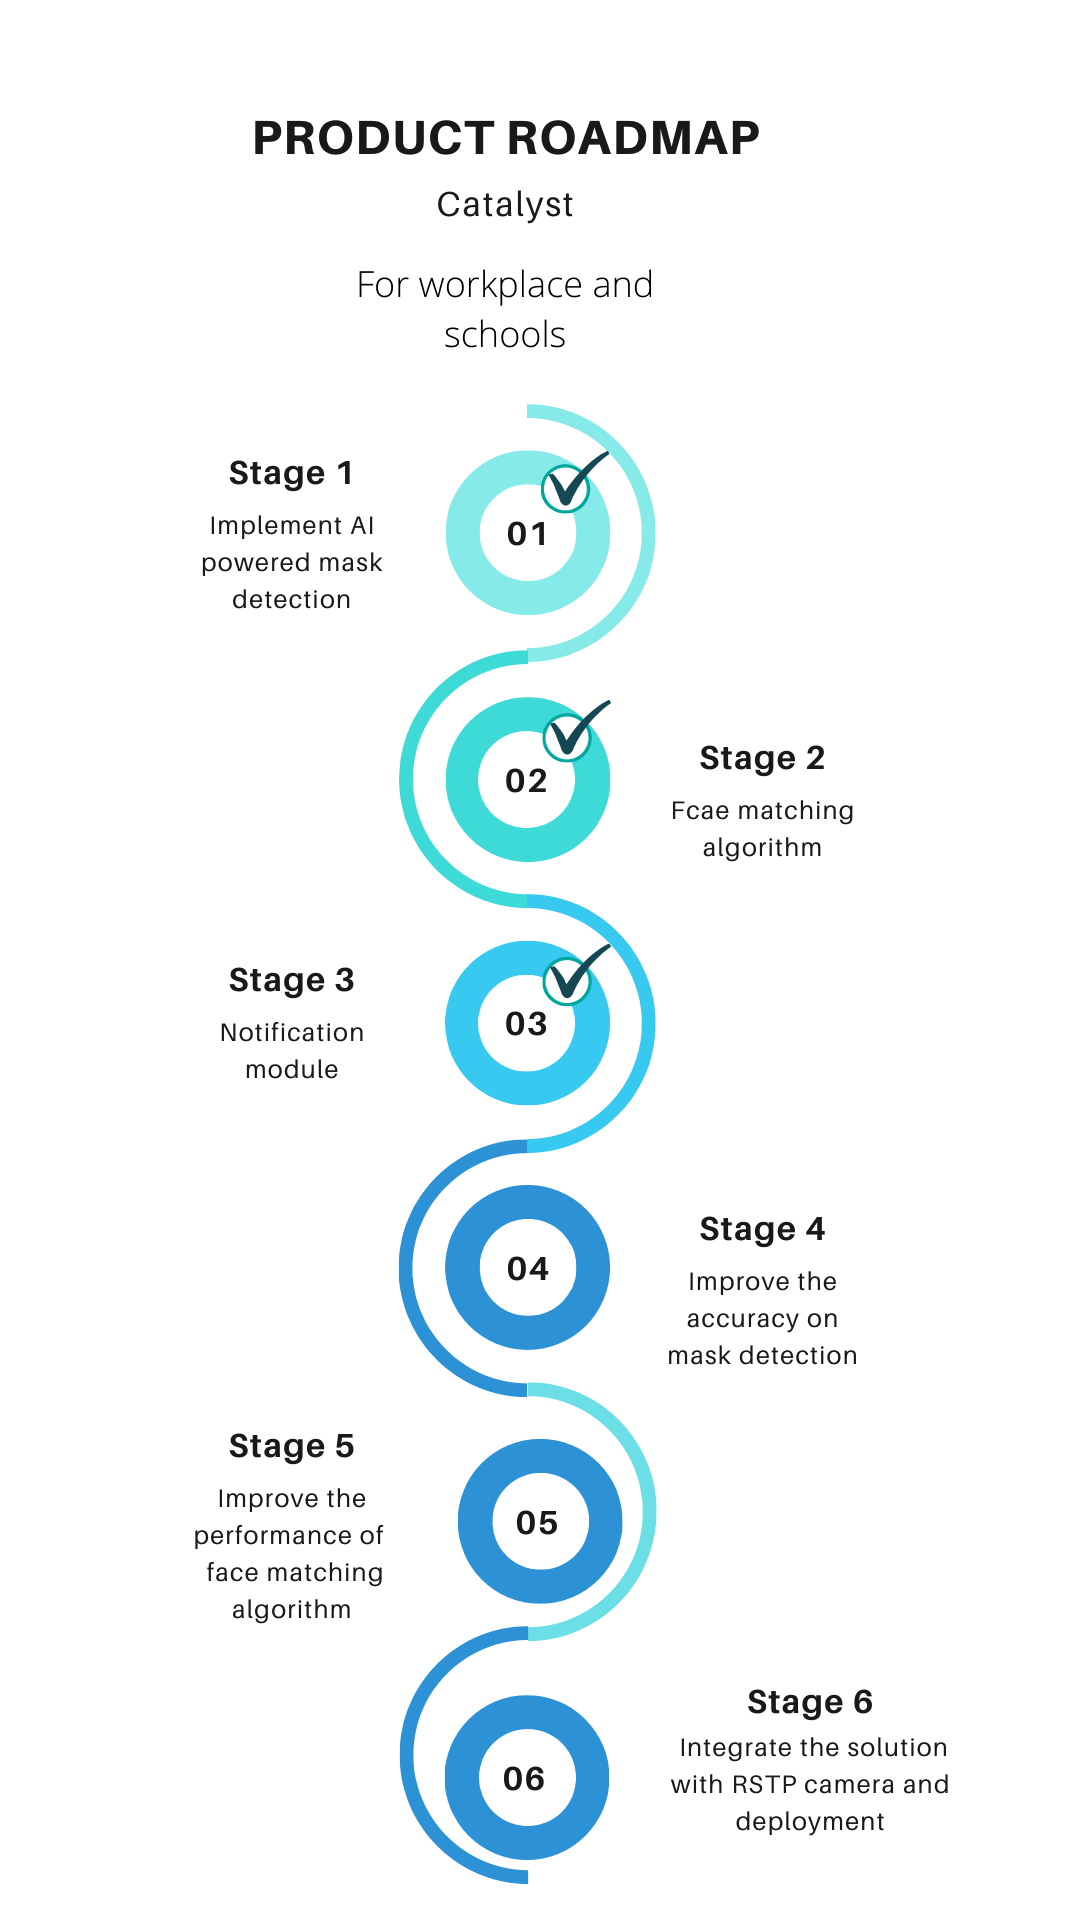 PRODUCT ROADMAP
Catalyst
For workplace and
schools
Stage 1
Implement AI
powered mask
detection
01
02
Stage 2
Fcae matching
algorithm
Stage 3
Notification
module
03
04
Stage 4
Improve the
accuracy on
mask detection
Stage 5
Improve the
performance of
face matching
algorithm
05
06
Stage 6
Integrate the solution
with RSTP camera and
deployment